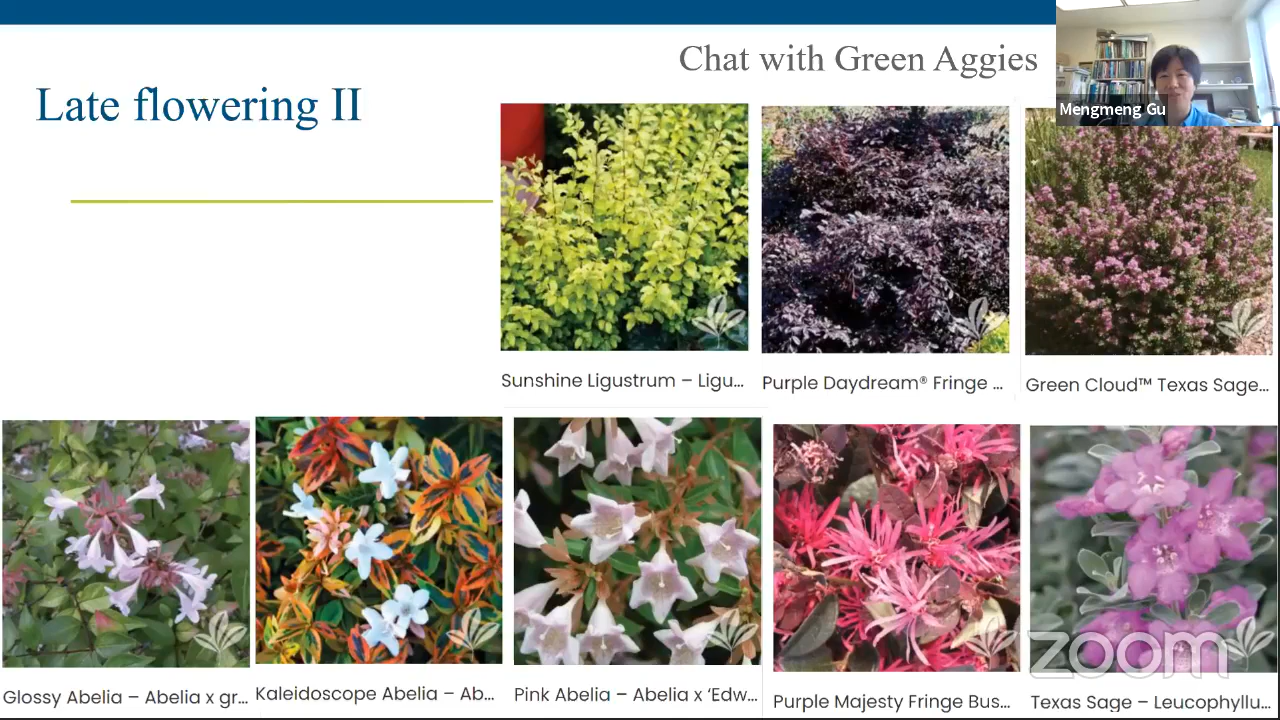 Chat with Green Aggies
Mengmeng Gu
Late flowering II
Sunshine Ligustrum – Ligu...
Purple Daydream® Fringe ...
Green Cloud™ Texas Sage...
Glossy Abelia – Abelia x gr...
Kaleidoscope Abelia – Ab...
Pink Abelia – Abelia x ‘Edw...
Purple Majesty Fringe Bus...
Texas Sage – Leucophyllu...
zoom